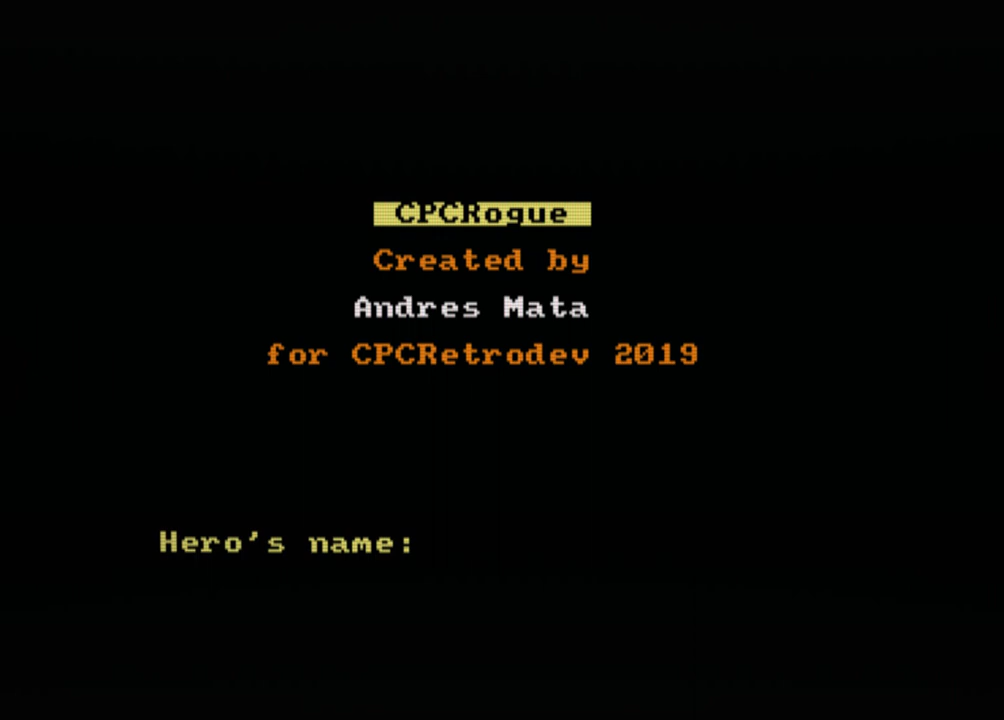 CPCRogue
Created by
Andres Mata
for CPCRetrodev 2019
Hero's name: